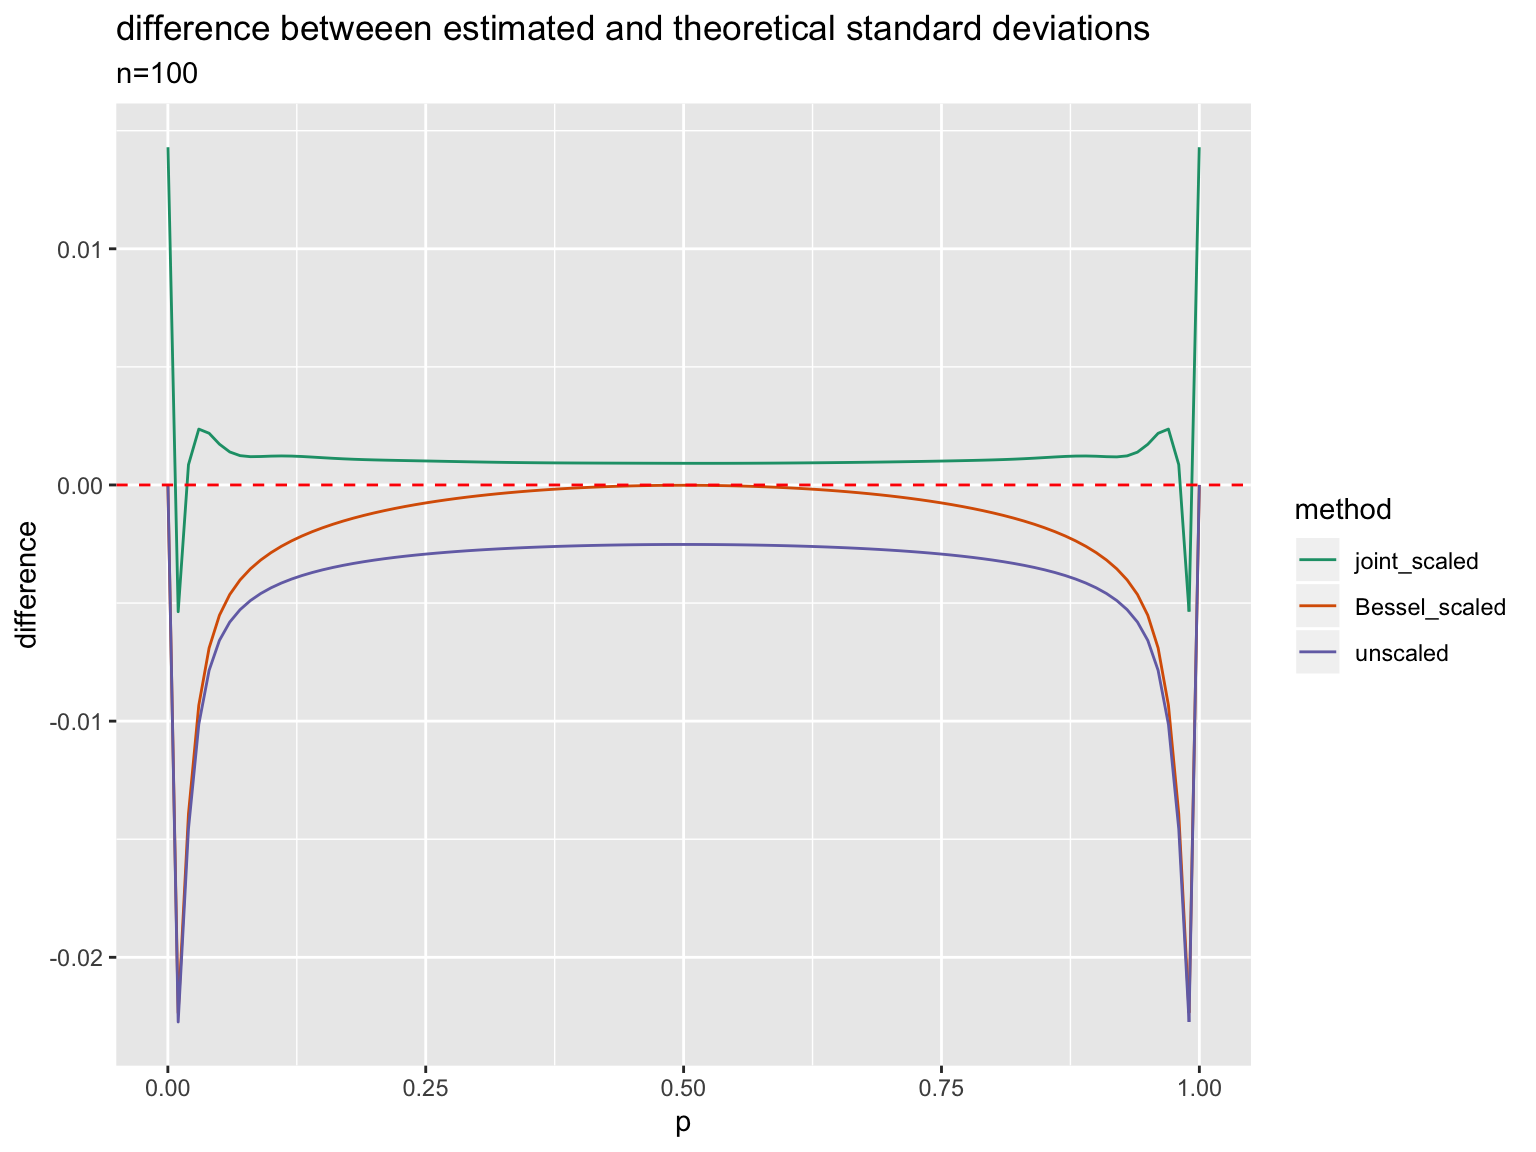 difference betweeen estimated and theoretical standard deviations
n=100
0.01
0.00
-0.01
-0.02
difference
0.00 0.25 0.50 0.75 1.00
p
method
joint_scaled
Bessel_scaled
unscaled